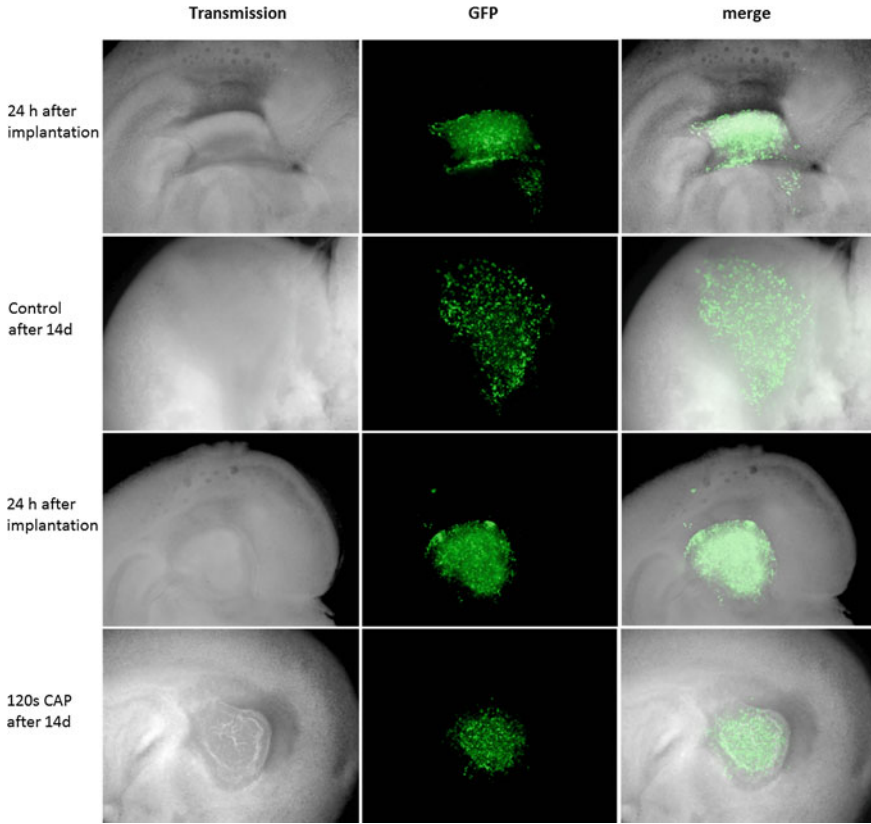 Transmission GFP merge
24 h after
implantation
Control
after 14d
24 h after
implantation
120s CAP
after 14d